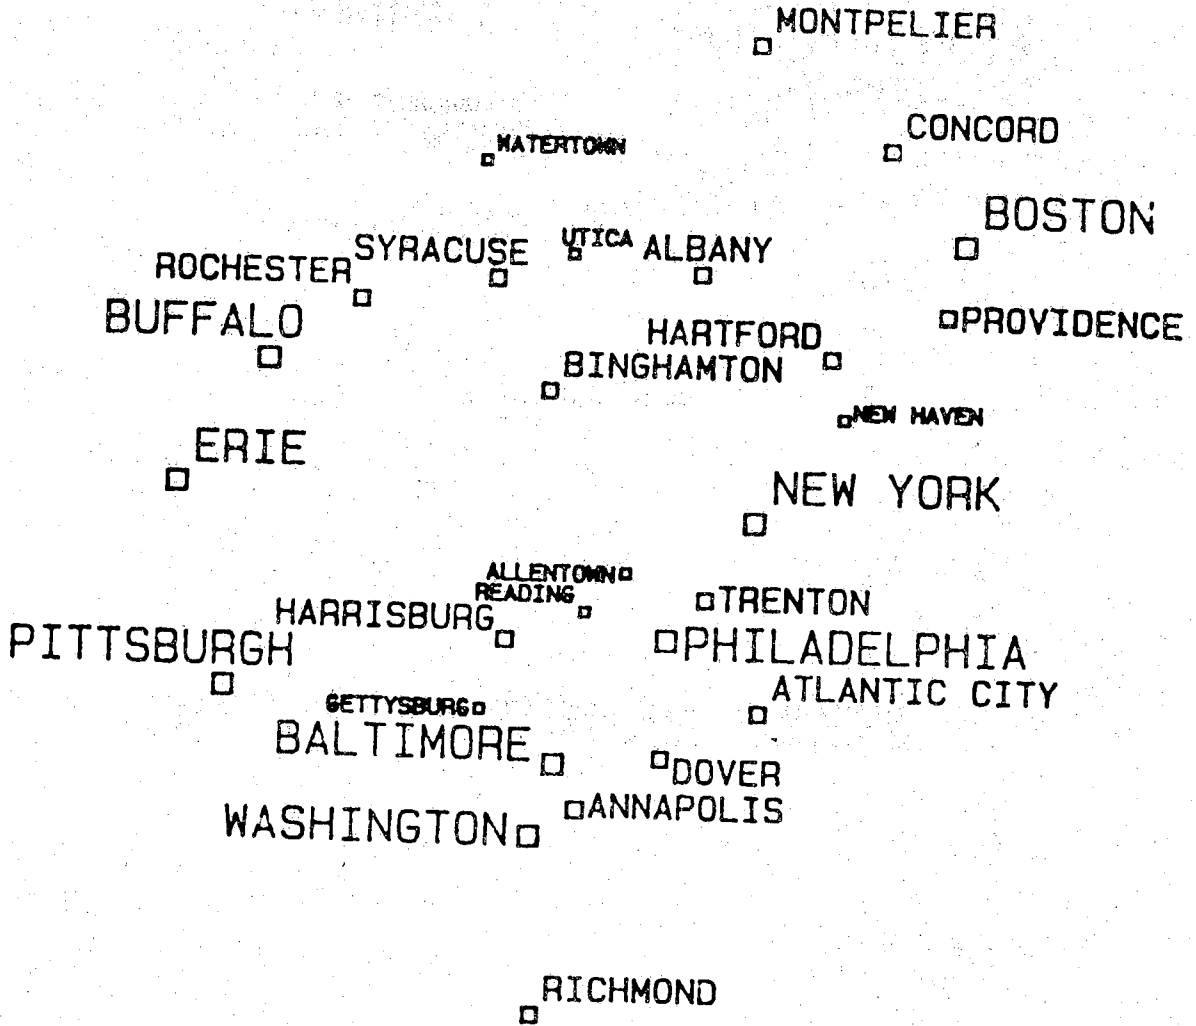 MONTPELIER
CONCORD
WATERTOWN
BOSTON
UTICA
SYRACUSE
ALBANY
ROCHESTER
BUFFALO
PROVIDENCE
HARTFORD
BINGHAMTON
NEW HAVEN
ERIE
NEW YORK
ALLENTOWN
READING
TRENTON
HARRISBURG
PITTSBURGH
PHILADELPHIA
ATLANTIC CITY
GETTYSBURG
BALTIMORE
DOVER
ANNAPOLIS
WASHINGTON
RICHMOND